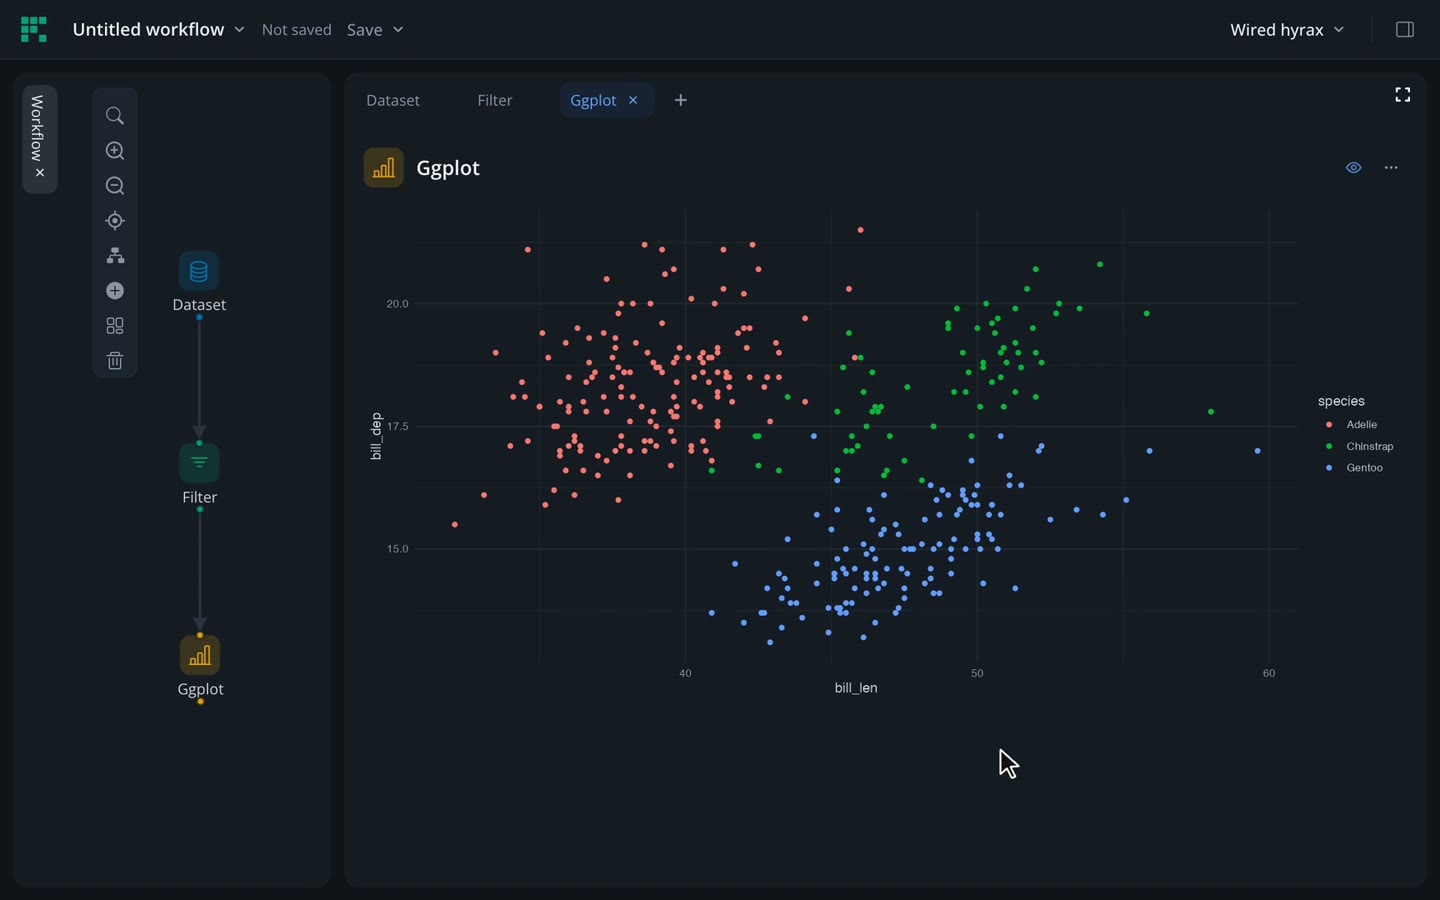 Untitled workflow Not saved Save Wired hyrax
Workflow ×
Dataset Filter Ggplot × +
Ggplot
Dataset
Filter
Ggplot
20.0
17.5
15.0
bill_dep
40 50 60
bill_len
species
Adelie
Chinstrap
Gentoo